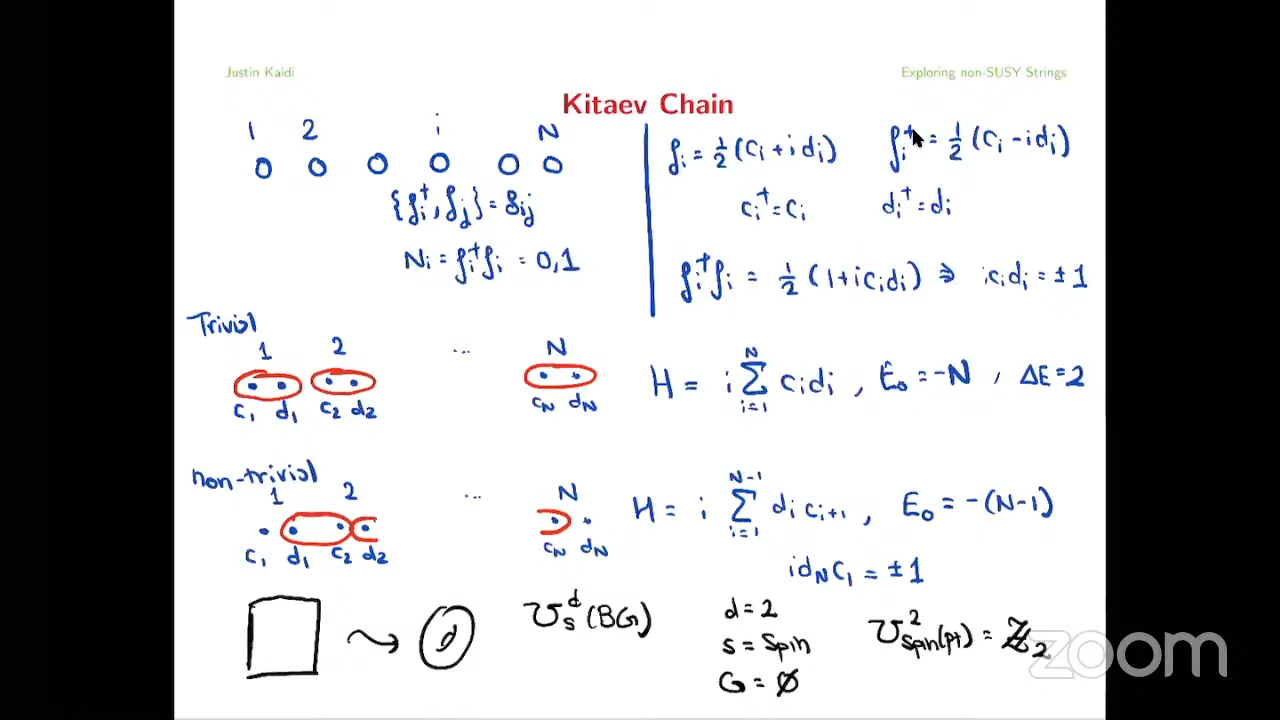 Justin Kaidi
Exploring non-SUSY Strings
Kitaev Chain
1 2 i N
{f_i^†, f_j} = δ_ij
N_i = f_i^† f_i = 0,1
f_i = 1/2 (c_i + i d_i) f_i^† = 1/2 (c_i - i d_i)
c_i^† = c_i d_i^† = d_i
f_i^† f_i = 1/2 (1 + i c_i d_i) ⇒ i c_i d_i = ± 1
Trivial
1 2 ... N
c_1 d_1 c_2 d_2 c_N d_N
H = i ∑_{i=1}^{N} c_i d_i , E_0 = -N , ΔE = 2
non-trivial
1 2 ... N
c_1 d_1 c_2 d_2 c_N d_N
H = i ∑_{i=1}^{N-1} d_i c_{i+1} , E_0 = -(N-1)
i d_N c_1 = ± 1
d
℧_s^d (BG)
d = 2
s = Spin
G = ∅
℧_spin^2 (pt) = ℤ_2
zoom